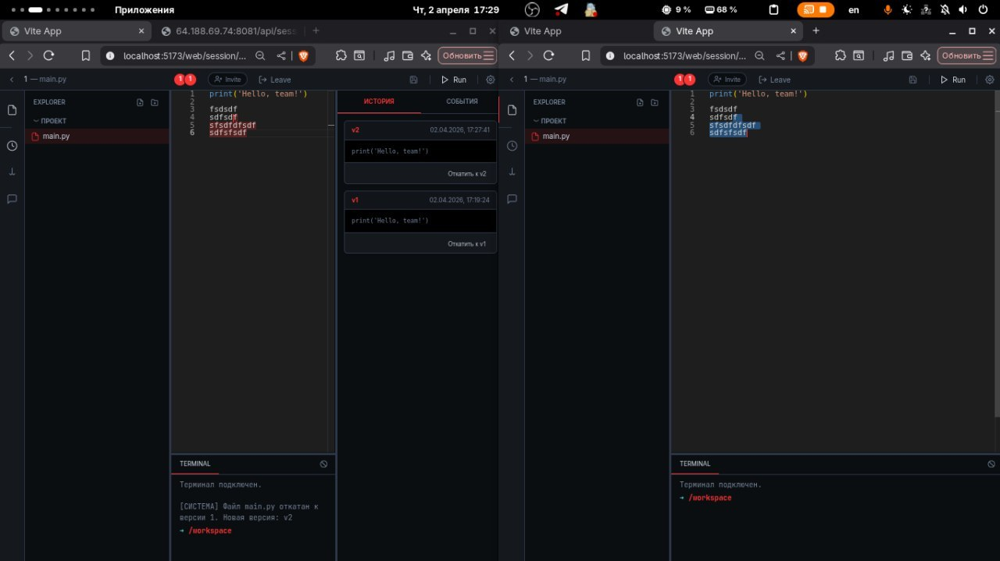 Приложения
Чт, 2 апреля 17:29
9 %
68 %
en
Vite App
64.188.69.74:8081/api/sess
localhost:5173/web/session/...
Обновить
1 — main.py
1 1
Invite
Leave
Run
EXPLORER
ПРОЕКТ
main.py
1 print('Hello, team!')
2
3 fsdsdf
4 sdfsdf
5 sfsdfdfsdf
6 sdfsfsdf
ИСТОРИЯ
СОБЫТИЯ
v2 02.04.2026, 17:27:41
print('Hello, team!')
Откатить к v2
v1 02.04.2026, 17:19:24
print('Hello, team!')
Откатить к v1
TERMINAL
Терминал подключен.
[СИСТЕМА] Файл main.py откатан к
версии 1. Новая версия: v2
→ /workspace
Vite App
Vite App
localhost:5173/web/session/...
Обновить
1 — main.py
1 1
Invite
Leave
Run
EXPLORER
ПРОЕКТ
main.py
1 print('Hello, team!')
2
3 fsdsdf
4 sdfsdf
5 sfsdfdfsdf
6 sdfsfsdf
TERMINAL
Терминал подключен.
→ /workspace